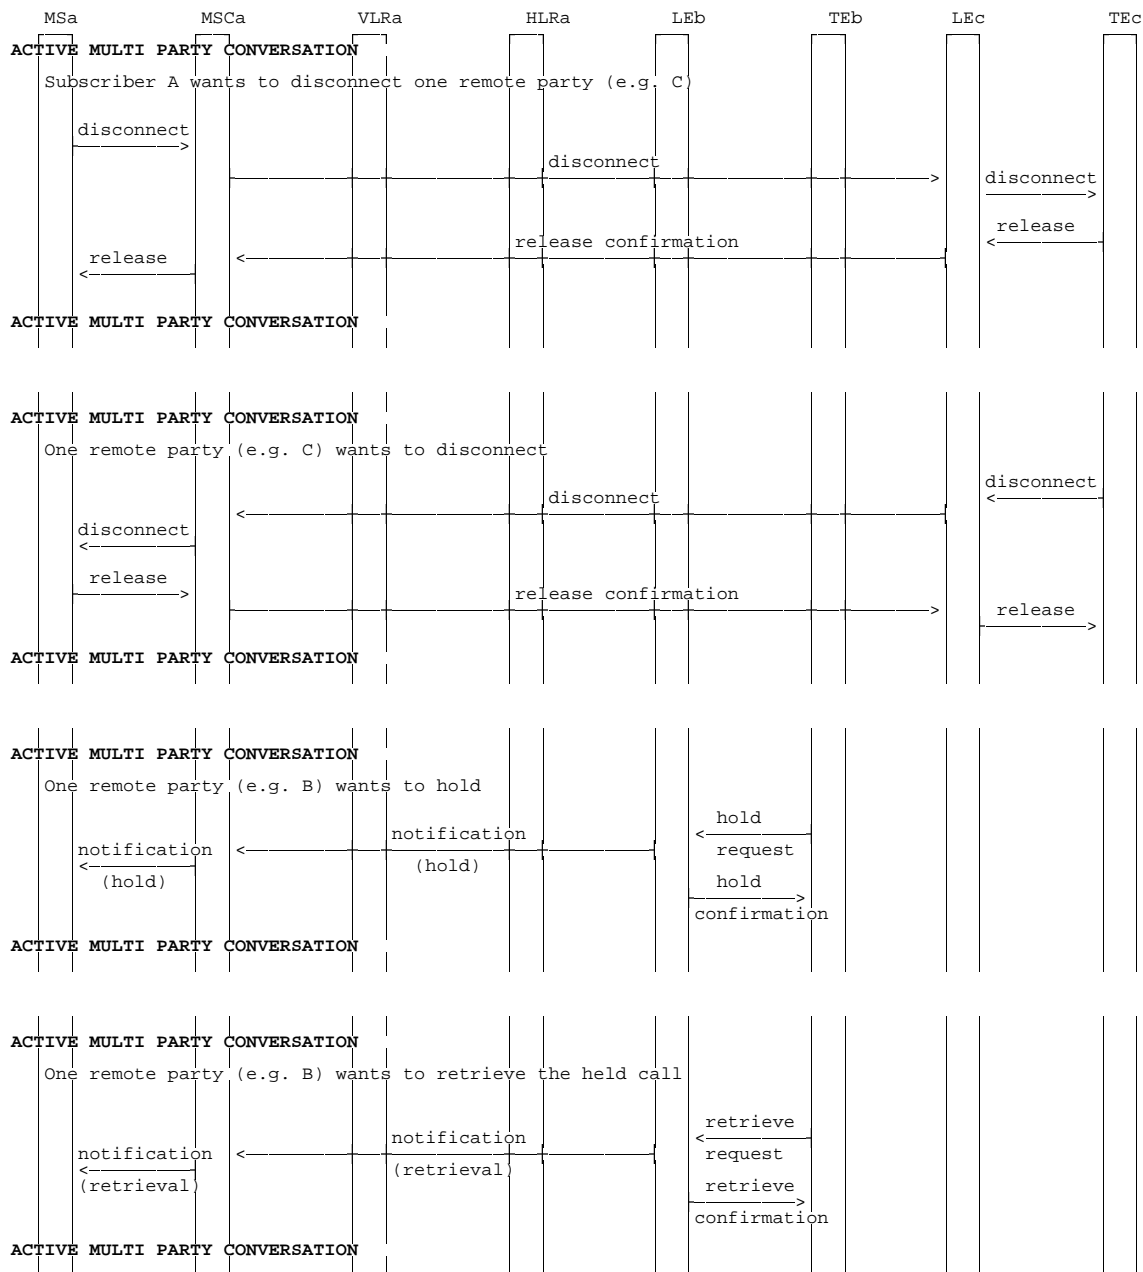 MSa MSCa VLRa HLRa LEb TEb LEc TEc
ACTIVE MULTI PARTY CONVERSATION
Subscriber A wants to disconnect one remote party (e.g. C)
disconnect
disconnect
disconnect
release
release confirmation
release
ACTIVE MULTI PARTY CONVERSATION
ACTIVE MULTI PARTY CONVERSATION
One remote party (e.g. C) wants to disconnect
disconnect
disconnect
disconnect
release
release confirmation
release
ACTIVE MULTI PARTY CONVERSATION
ACTIVE MULTI PARTY CONVERSATION
One remote party (e.g. B) wants to hold
hold
notification
notification request
(hold)
(hold) hold
confirmation
ACTIVE MULTI PARTY CONVERSATION
ACTIVE MULTI PARTY CONVERSATION
One remote party (e.g. B) wants to retrieve the held call
retrieve
notification
notification request
(retrieval)
(retrieval) retrieve
confirmation
ACTIVE MULTI PARTY CONVERSATION